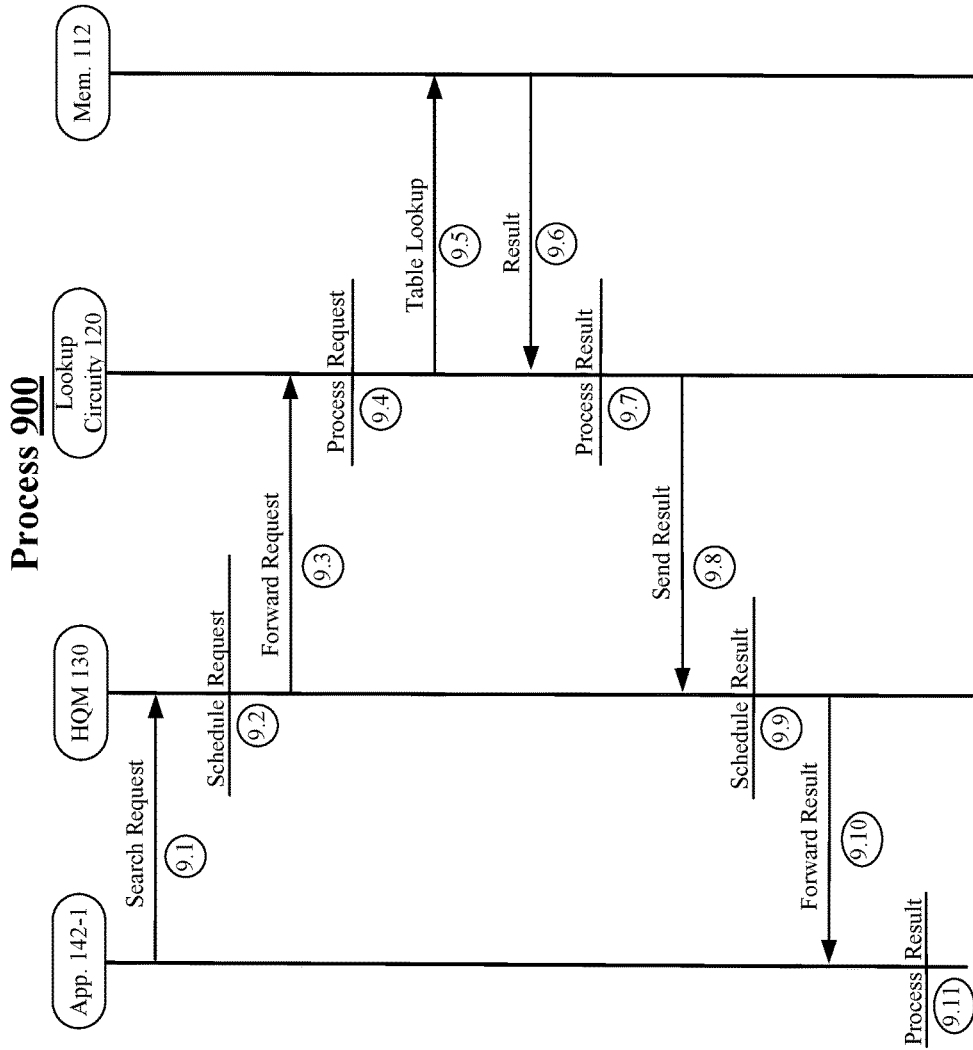 Process 900
App. 142-1
HQM 130
Lookup
Circuity 120
Mem. 112
Search Request
9.1
Schedule Request
9.2
Forward Request
9.3
Process Request
9.4
Table Lookup
9.5
Result
9.6
Process Result
9.7
Send Result
9.8
Schedule Result
9.9
Forward Result
9.10
Process Result
9.11